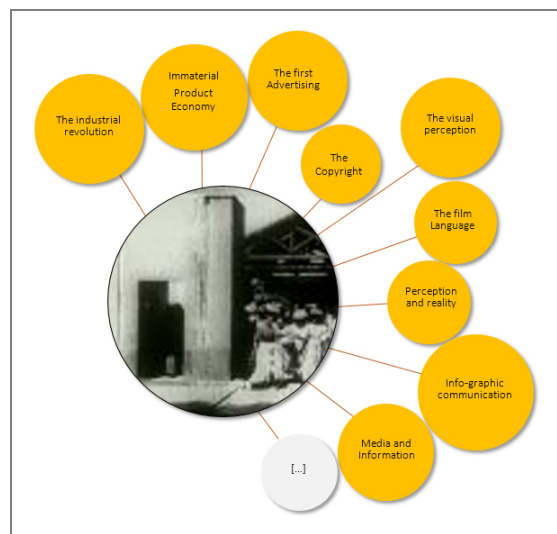 The industrial
revolution
Immaterial
Product
Economy
The first
Advertising
The
Copyright
The visual
perception
The film
Language
Perception
and reality
Info-graphic
communication
Media and
Information
[...]